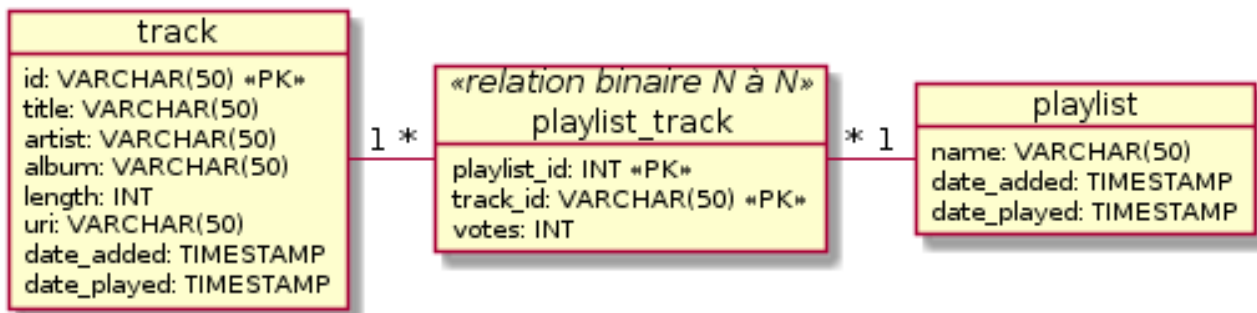 track
id: VARCHAR(50) «PK»
title: VARCHAR(50)
artist: VARCHAR(50)
album: VARCHAR(50)
length: INT
uri: VARCHAR(50)
date_added: TIMESTAMP
date_played: TIMESTAMP
1 *
«relation binaire N à N»
playlist_track
playlist_id: INT «PK»
track_id: VARCHAR(50) «PK»
votes: INT
* 1
playlist
name: VARCHAR(50)
date_added: TIMESTAMP
date_played: TIMESTAMP